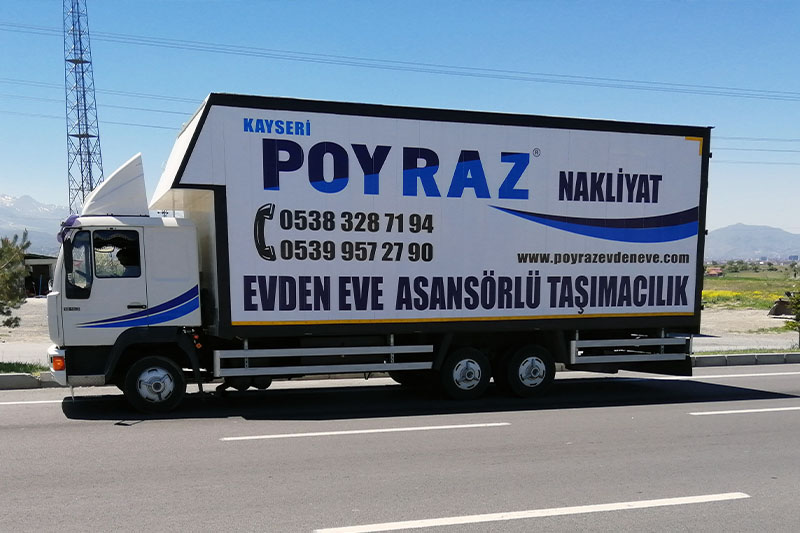 KAYSERİ
POYRAZ®
NAKLİYAT
0538 328 71 94
0539 957 27 90
www.poyrazevdeneve.com
EVDEN EVE ASANSÖRLÜ TAŞIMACILIK